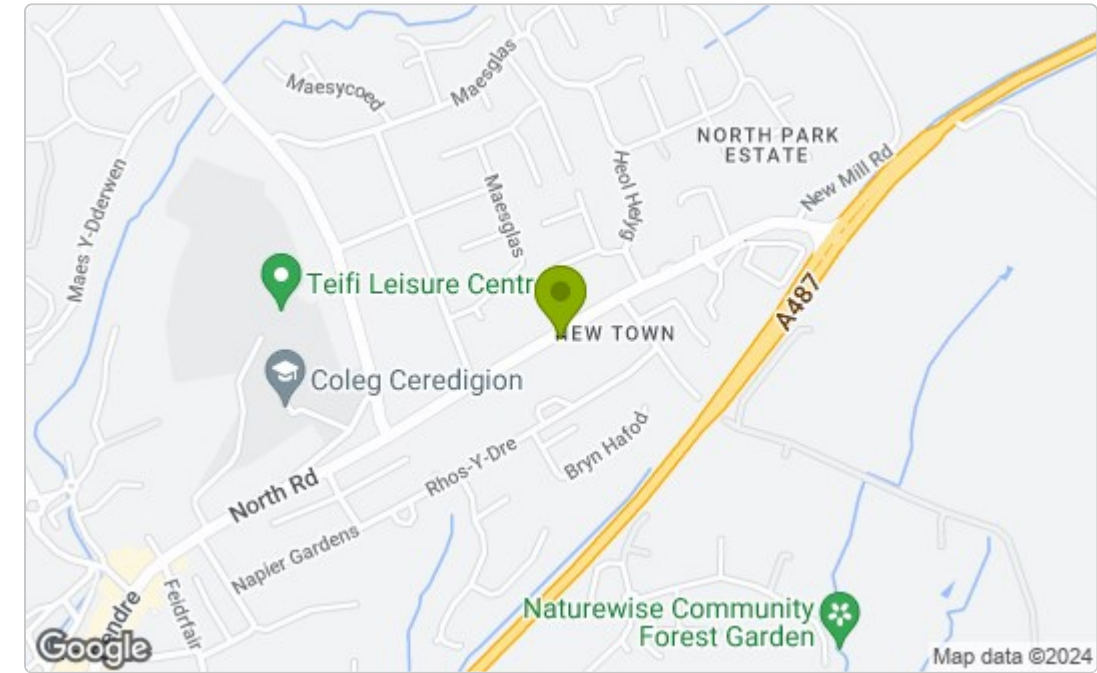 Maesycoed
Maesglas
NORTH PARK
ESTATE
Maes Y-Dderwen
Maesglas
Heol Helyg
New Mill Rd
Teifi Leisure Centr
A487
NEW TOWN
Coleg Ceredigion
Rhos-Y-Dre
Bryn Hafod
North Rd
Napier Gardens
Feidrfair
endre
Naturewise Community
Forest Garden
Google
Map data ©2024